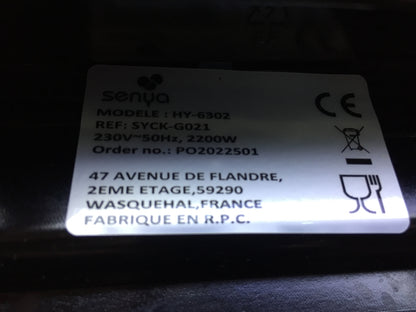 senya
MODELE : HY-6302
REF: SYCK-G021
230V~50Hz, 2200W
Order no.: PO2022501
47 AVENUE DE FLANDRE,
2EME ETAGE,59290
WASQUEHAL,FRANCE
FABRIQUE EN R.P.C.
CE